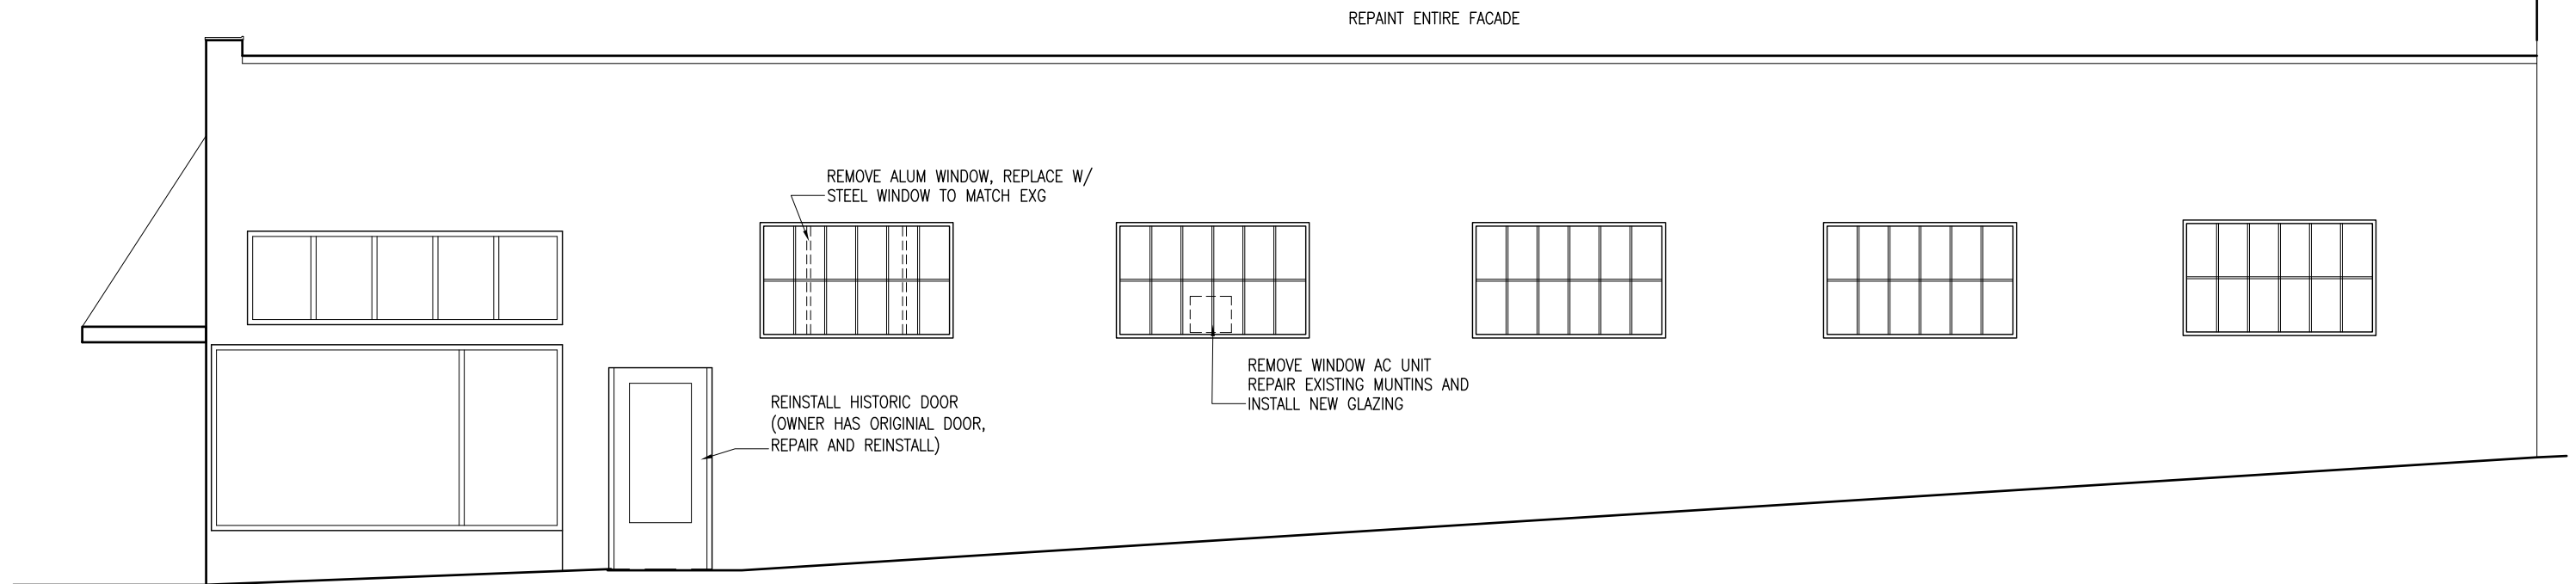 REPAINT ENTIRE FACADE
REMOVE ALUM WINDOW, REPLACE W/
STEEL WINDOW TO MATCH EXG
REMOVE WINDOW AC UNIT
REPAIR EXISTING MUNTINS AND
INSTALL NEW GLAZING
REINSTALL HISTORIC DOOR
(OWNER HAS ORIGINIAL DOOR,
REPAIR AND REINSTALL)